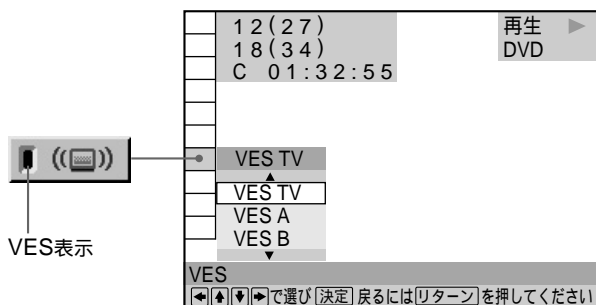 12(27)
18(34)
C 01:32:55
再生 ▶
DVD
VES TV
▲
VES TV
VES A
VES B
▼
VES表示
VES
←↑↓→で選び 決定 戻るには リターン を押してください